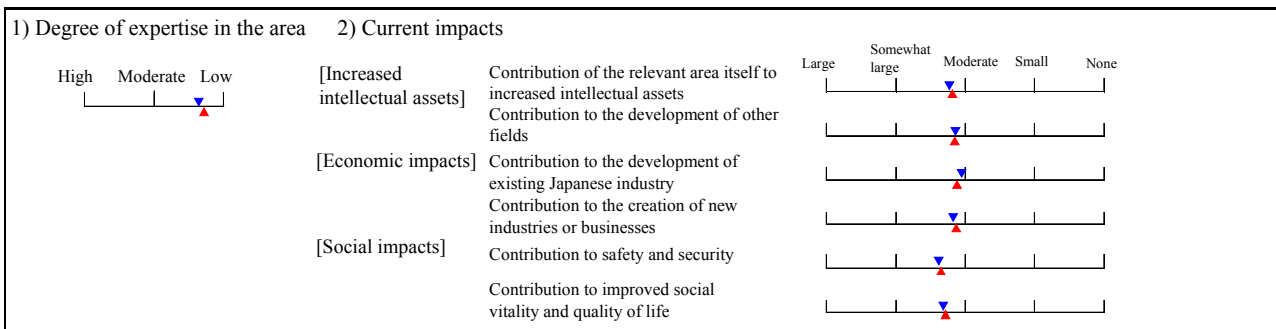 1) Degree of expertise in the area 2) Current impacts
High Moderate Low
[Increased
intellectual assets]
Contribution of the relevant area itself to
increased intellectual assets
Large Somewhat
large Moderate Small None
Contribution to the development of other
fields
[Economic impacts] Contribution to the development of
existing Japanese industry
Contribution to the creation of new
industries or businesses
[Social impacts] Contribution to safety and security
Contribution to improved social
vitality and quality of life